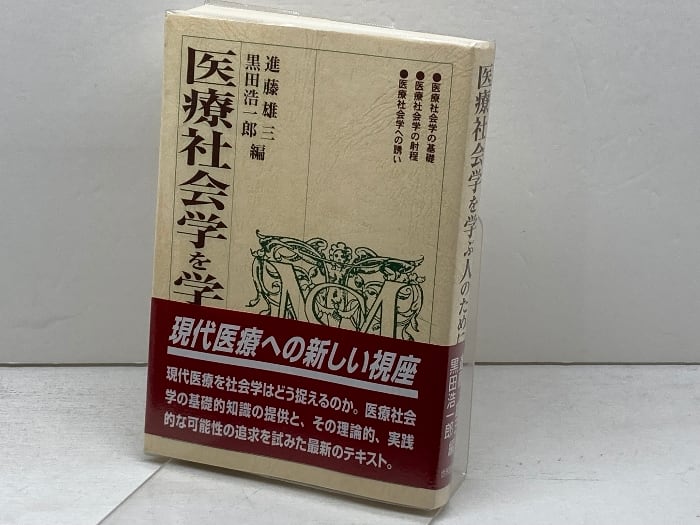 ●医療社会学の基礎
●医療社会学の射程
●医療社会学への誘い
進藤雄三
黒田浩一郎 編
医療社会学を学
現代医療への新しい視座
現代医療を社会学はどう捉えるのか。医療社会
学の基礎的知識の提供と、その理論的、実践
的な可能性の追求を試みた最新のテキスト。
医療社会学を学ぶ人のため
黒田浩一郎 編